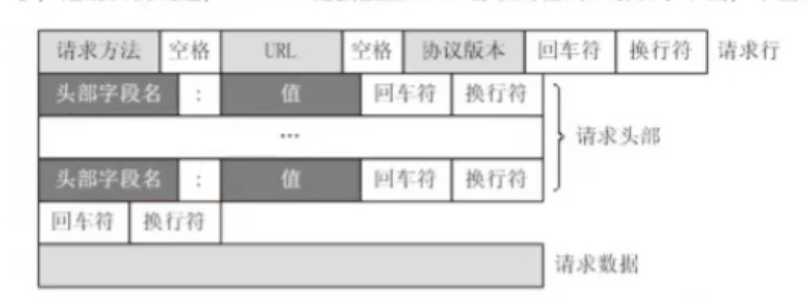 请求方法 空格 URL 空格 协议版本 回车符 换行符 请求行
头部字段名 : 值 回车符 换行符
... 请求头部
头部字段名 : 值 回车符 换行符
回车符 换行符
请求数据